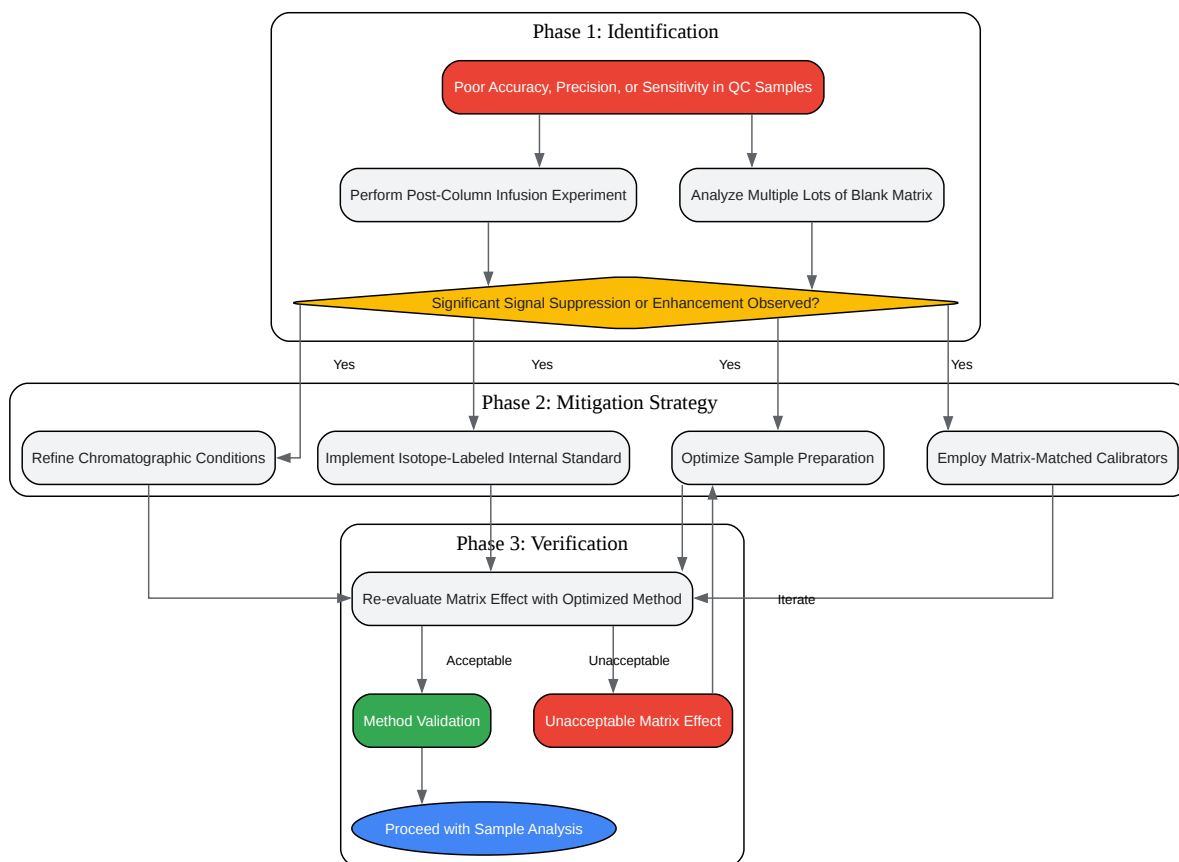 Phase 1: Identification
Poor Accuracy, Precision, or Sensitivity in QC Samples
Perform Post-Column Infusion Experiment
Analyze Multiple Lots of Blank Matrix
Significant Signal Suppression or Enhancement Observed?
Yes
Yes
Yes
Yes
Phase 2: Mitigation Strategy
Refine Chromatographic Conditions
Implement Isotope-Labeled Internal Standard
Optimize Sample Preparation
Employ Matrix-Matched Calibrators
Phase 3: Verification
Re-evaluate Matrix Effect with Optimized Method
Iterate
Acceptable
Unacceptable
Method Validation
Unacceptable Matrix Effect
Proceed with Sample Analysis